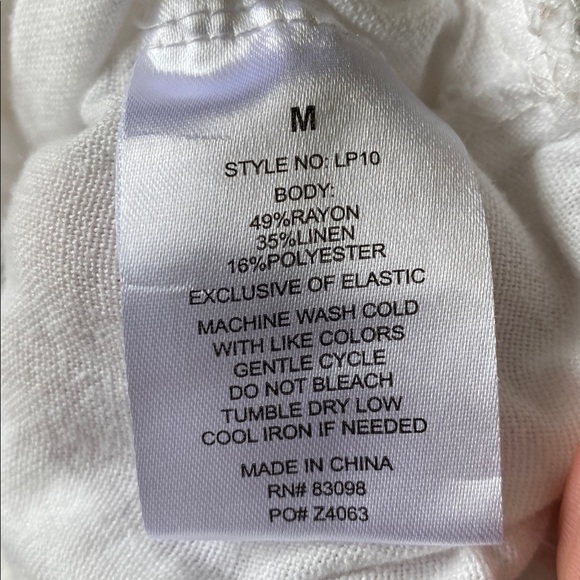 M
STYLE NO: LP10
BODY:
49%RAYON
35%LINEN
16%POLYESTER
EXCLUSIVE OF ELASTIC
MACHINE WASH COLD
WITH LIKE COLORS
GENTLE CYCLE
DO NOT BLEACH
TUMBLE DRY LOW
COOL IRON IF NEEDED
MADE IN CHINA
RN# 83098
PO# Z4063